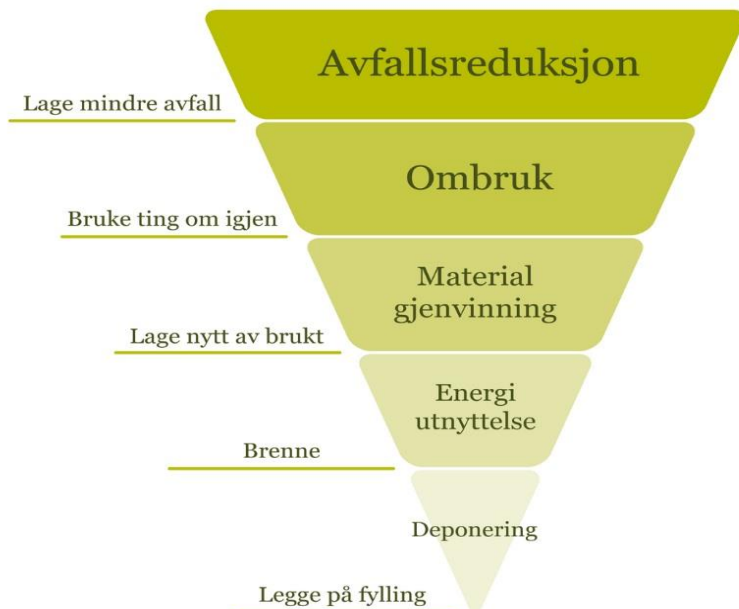 Avfallsreduksjon
Lage mindre avfall
Ombruk
Bruke ting om igjen
Material
gjenvinning
Lage nytt av brukt
Energi
utnyttelse
Brenne
Deponering
Legge på fylling